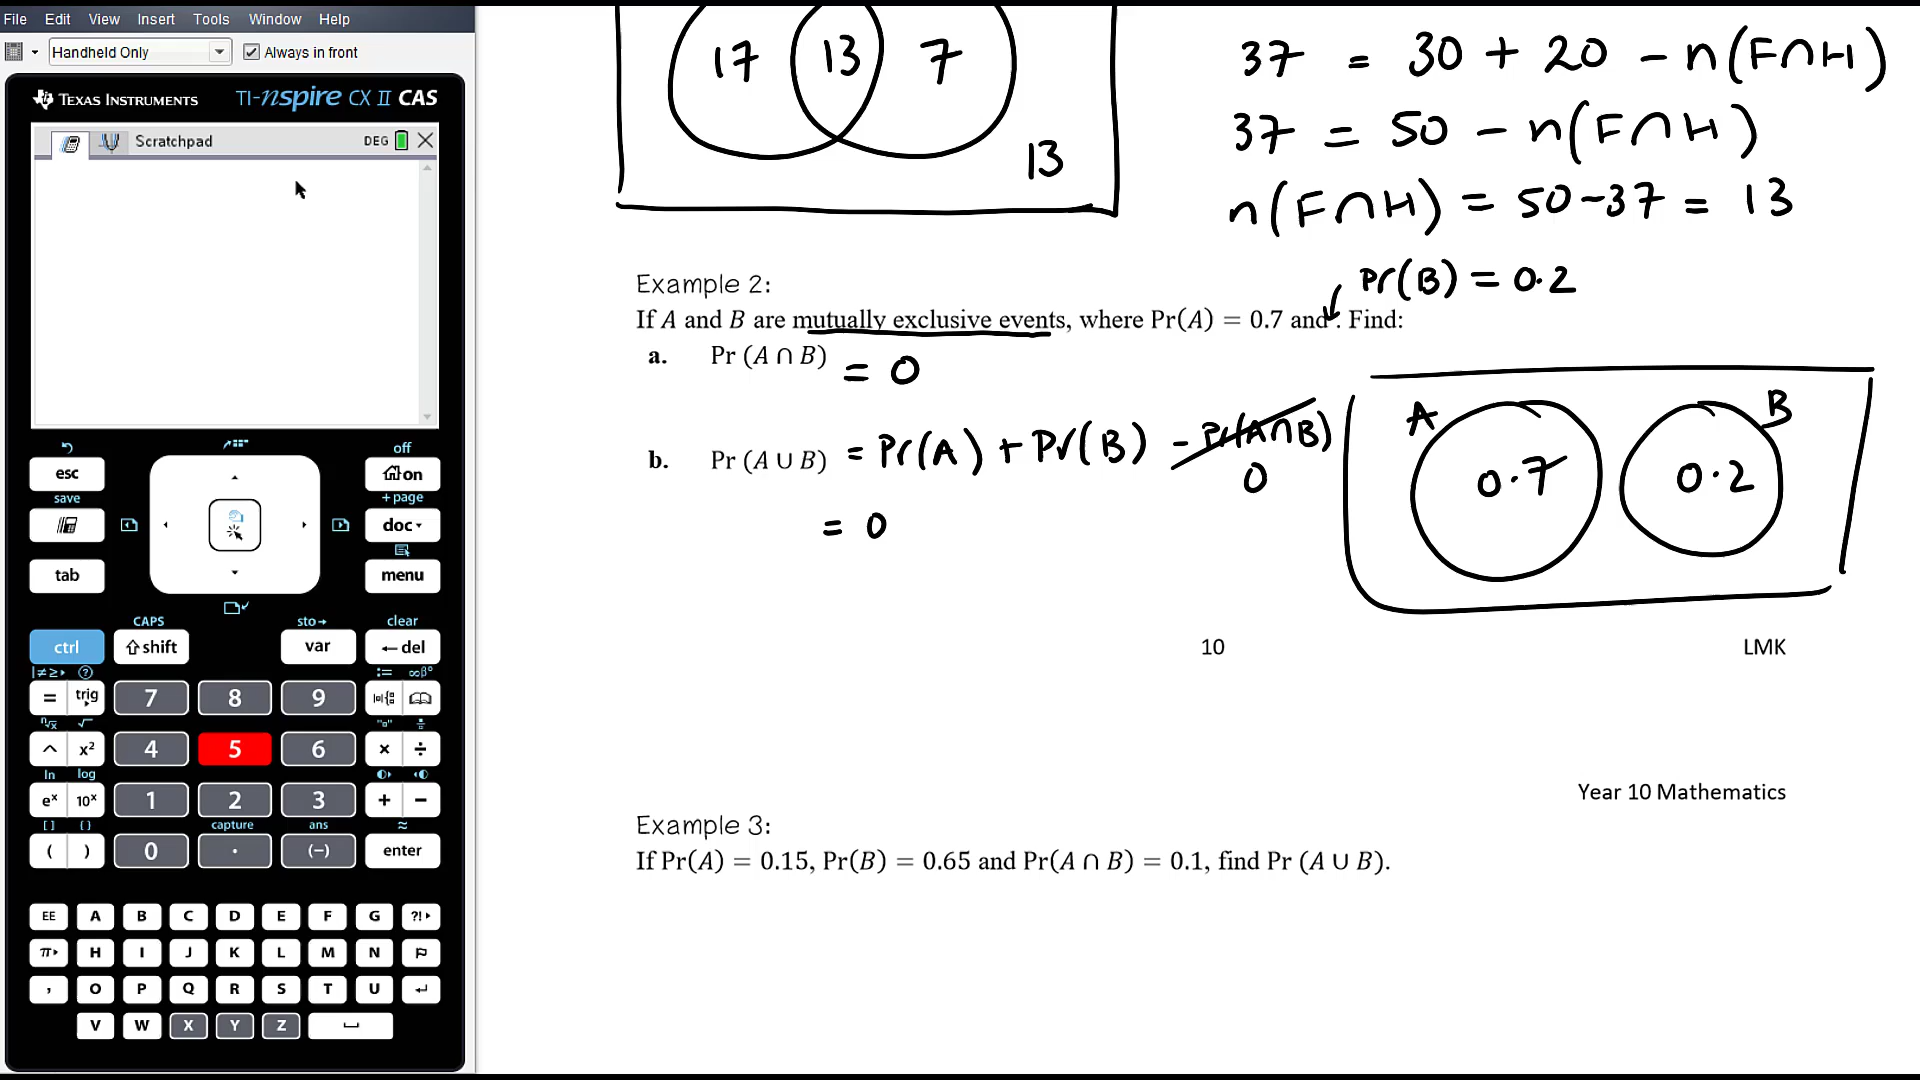 File Edit View Insert Tools Window Help
Handheld Only Always in front
TEXAS INSTRUMENTS TI-nspire CX II CAS
Scratchpad DEG
off
esc on
save + page
doc
tab menu
CAPS sto→ clear
ctrl shift var ←del
|≠≥▸ ? := ∞β°
= trig 7 8 9
ⁿ√x √
^ x² 4 5 6 × ÷
ln log
eˣ 10ˣ 1 2 3 + −
[ ] { } capture ans ≈
( ) 0 . (−) enter
EE A B C D E F G ?!▸
π▸ H I J K L M N
, O P Q R S T U ↵
V W X Y Z
17 13 7
13
37 = 30 + 20 - n(F∩H)
37 = 50 - n(F∩H)
n(F∩H) = 50-37 = 13
Example 2: Pr(B) = 0.2
If A and B are mutually exclusive events, where Pr(A) = 0.7 and . Find:
a. Pr (A ∩ B) = 0
b. Pr (A ∪ B) = Pr(A) + Pr(B) - Pr(A∩B)
0
= 0
A B
0.7 0.2
10 LMK
Year 10 Mathematics
Example 3:
If Pr(A) = 0.15, Pr(B) = 0.65 and Pr(A ∩ B) = 0.1, find Pr (A ∪ B).